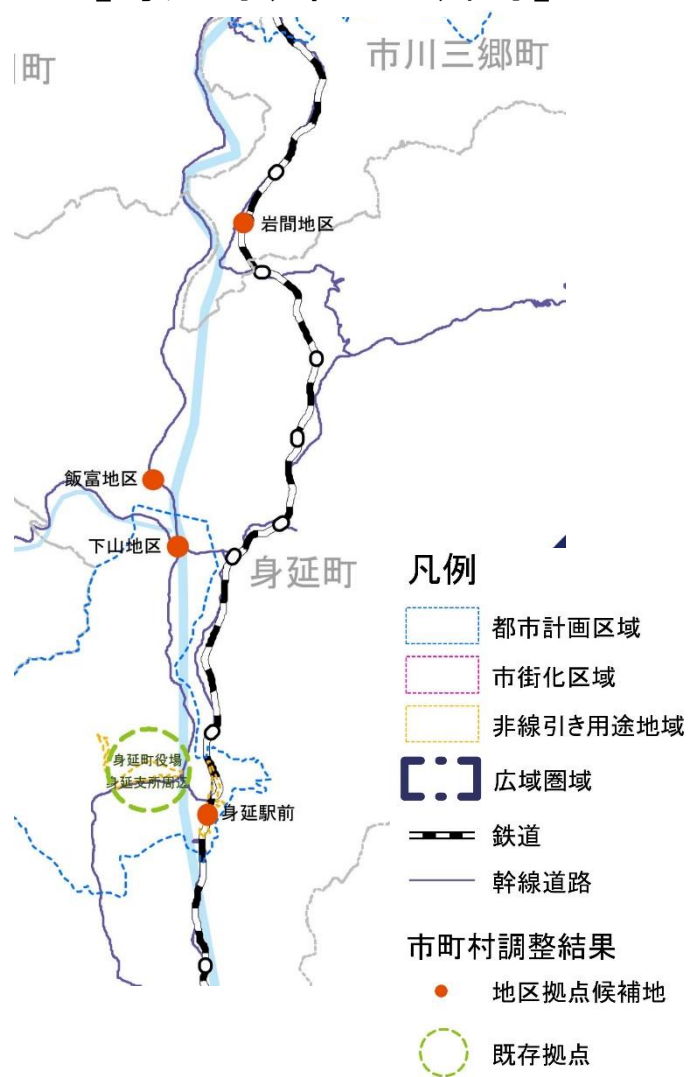 市川三郷町
町
岩間地区
飯富地区
下山地区
身延町
身延町役場
身延支所周辺
身延駅前
凡例
都市計画区域
市街化区域
非線引き用途地域
広域圏域
鉄道
幹線道路
市町村調整結果
地区拠点候補地
既存拠点